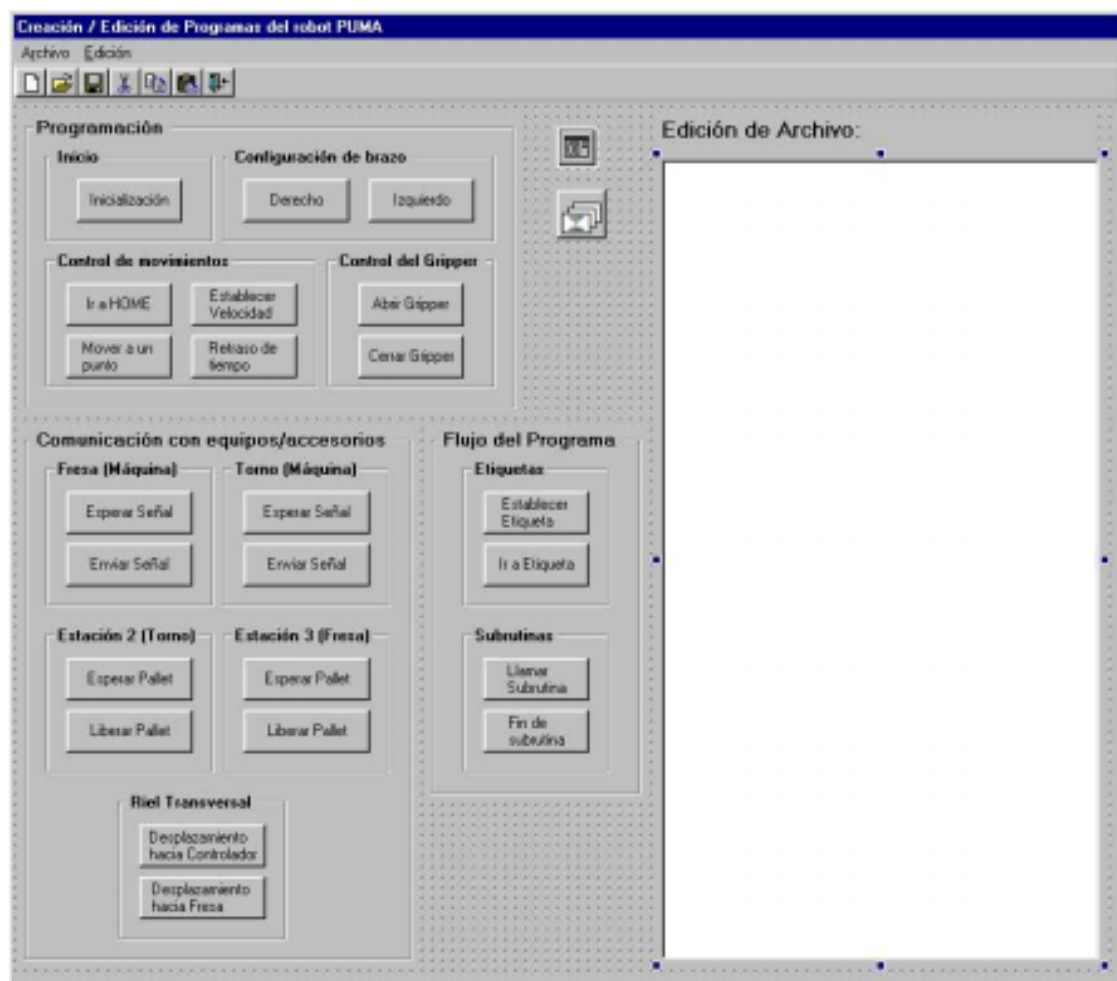 Creación / Edición de Programas del robot PUMA
Archivo Edición
Programación
Edición de Archivo:
Inicio
Configuración de brazo
Inicialización
Derecho
Izquierdo
Control de movimientos
Control del Gripper
Ir a HOME
Establecer
Velocidad
Abrir Gripper
Mover a un
punto
Retraso de
tiempo
Cerrar Gripper
Comunicación con equipos/accesorios
Flujo del Programa
Fresa (Máquina)
Torno (Máquina)
Etiquetas
Esperar Señal
Esperar Señal
Establecer
Etiqueta
Enviar Señal
Enviar Señal
Ir a Etiqueta
Estación 2 (Torno)
Estación 3 (Fresa)
Subrutinas
Esperar Pallet
Esperar Pallet
Llamar
Subrutina
Liberar Pallet
Liberar Pallet
Fin de
subrutina
Riel Transversal
Desplazamiento
hacia Controlador
Desplazamiento
hacia Fresa